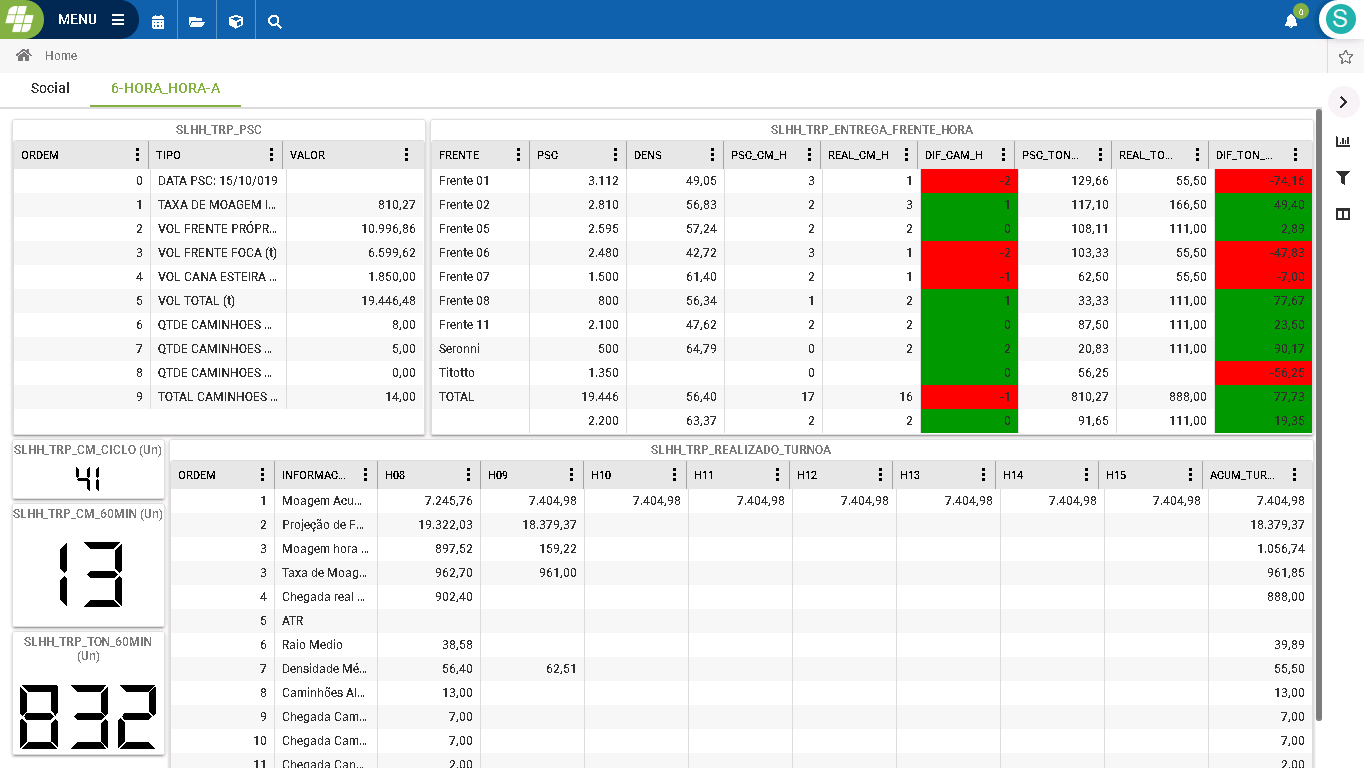 MENU
0
S
Home
Social 6-HORA_HORA-A
SLHH_TRP_PSC
ORDEM TIPO VALOR
0 DATA PSC: 15/10/019
1 TAXA DE MOAGEM I... 810,27
2 VOL FRENTE PRÓPR... 10.996,86
3 VOL FRENTE FOCA (t) 6.599,62
4 VOL CANA ESTEIRA ... 1.850,00
5 VOL TOTAL (t) 19.446,48
6 QTDE CAMINHOES ... 8,00
7 QTDE CAMINHOES ... 5,00
8 QTDE CAMINHOES ... 0,00
9 TOTAL CAMINHOES ... 14,00
SLHH_TRP_ENTREGA_FRENTE_HORA
FRENTE PSC DENS PSC_CM_H REAL_CM_H DIF_CAM_H PSC_TON... REAL_TO... DIF_TON_...
Frente 01 3.112 49,05 3 1 -2 129,66 55,50 -74,16
Frente 02 2.810 56,83 2 3 1 117,10 166,50 49,40
Frente 05 2.595 57,24 2 2 0 108,11 111,00 2,89
Frente 06 2.480 42,72 3 1 -2 103,33 55,50 -47,83
Frente 07 1.500 61,40 2 1 -1 62,50 55,50 -7,00
Frente 08 800 56,34 1 2 1 33,33 111,00 77,67
Frente 11 2.100 47,62 2 2 0 87,50 111,00 23,50
Seronni 500 64,79 0 2 2 20,83 111,00 90,17
Titotto 1.350 0 0 56,25 -56,25
TOTAL 19.446 56,40 17 16 -1 810,27 888,00 77,73
2.200 63,37 2 2 0 91,65 111,00 19,35
SLHH_TRP_CM_CICLO (Un)
41
SLHH_TRP_CM_60MIN (Un)
13
SLHH_TRP_TON_60MIN
(Un)
832
SLHH_TRP_REALIZADO_TURNOA
ORDEM INFORMAC... H08 H09 H10 H11 H12 H13 H14 H15 ACUM_TUR...
1 Moagem Acu... 7.245,76 7.404,98 7.404,98 7.404,98 7.404,98 7.404,98 7.404,98 7.404,98 7.404,98
2 Projeção de F... 19.322,03 18.379,37 18.379,37
3 Moagem hora ... 897,52 159,22 1.056,74
3 Taxa de Moag... 962,70 961,00 961,85
4 Chegada real ... 902,40 888,00
5 ATR
6 Raio Medio 38,58 39,89
7 Densidade Mé... 56,40 62,51 55,50
8 Caminhões Al... 13,00 13,00
9 Chegada Cam... 7,00 7,00
10 Chegada Cam... 7,00 7,00
11 Chegada Can... 2,00 2,00